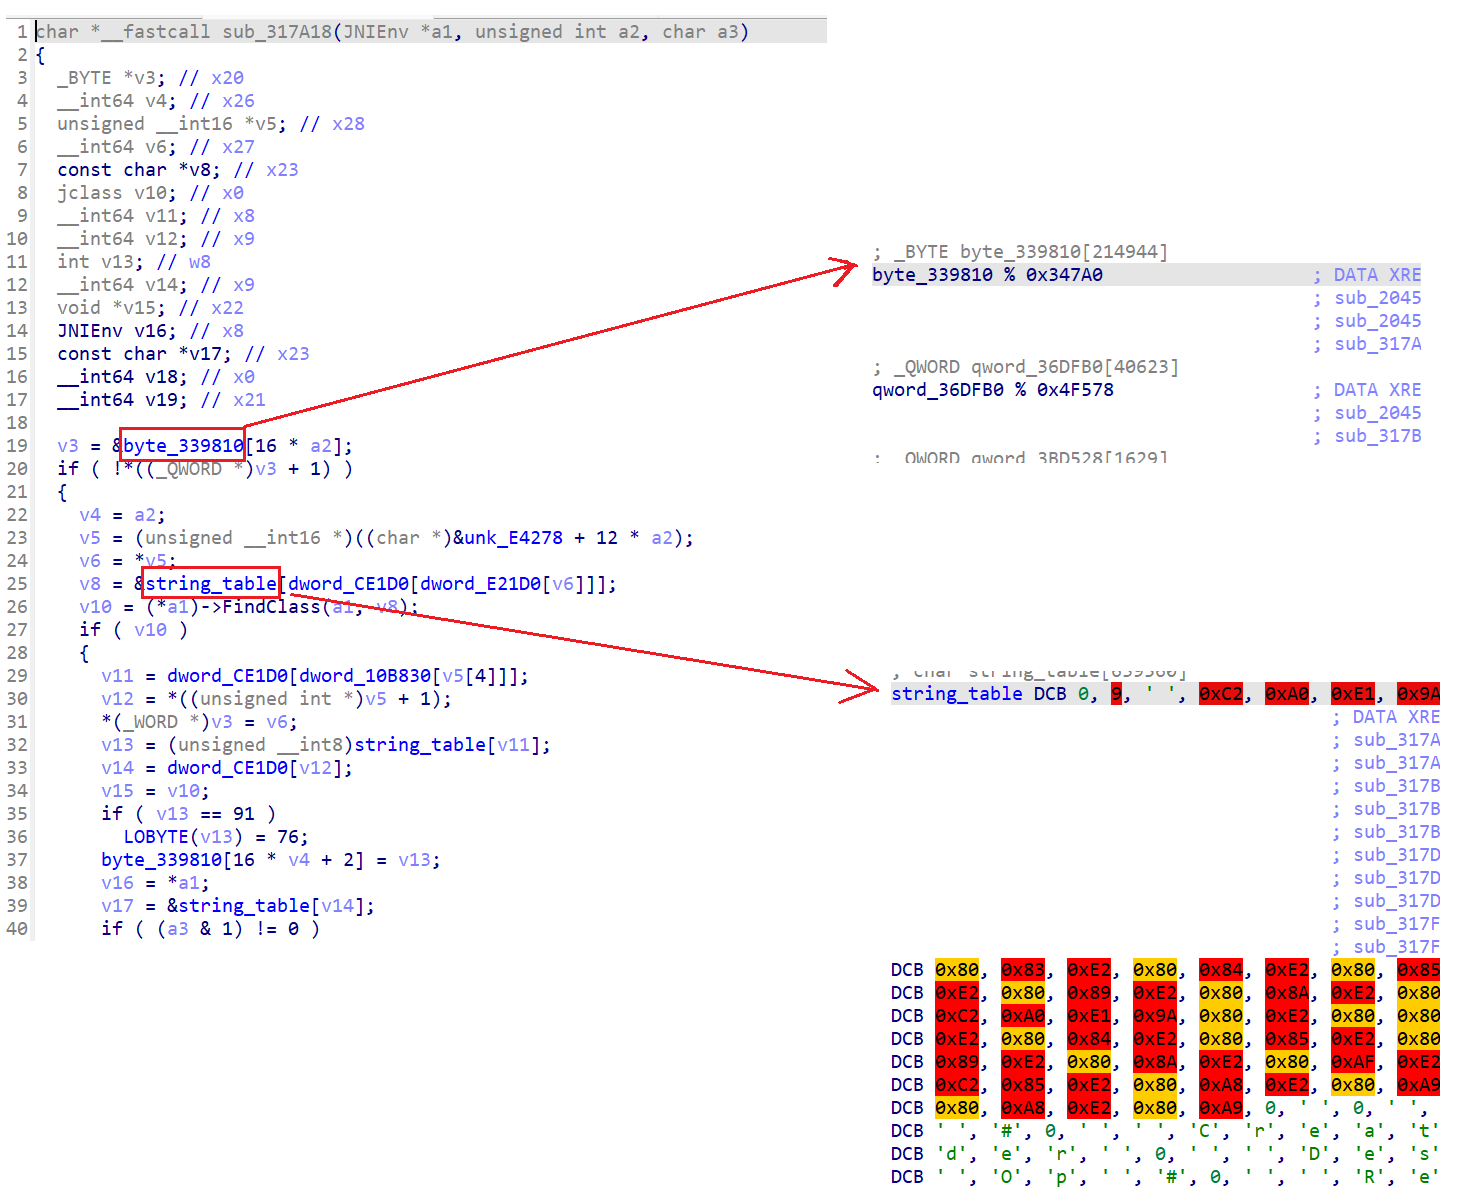 1 char *__fastcall sub_317A18(JNIEnv *a1, unsigned int a2, char a3)
2 {
3 _BYTE *v3; // x20
4 __int64 v4; // x26
5 unsigned __int16 *v5; // x28
6 __int64 v6; // x27
7 const char *v8; // x23
8 jclass v10; // x0
9 __int64 v11; // x8
10 __int64 v12; // x9
11 int v13; // w8
12 __int64 v14; // x9
13 void *v15; // x22
14 JNIEnv v16; // x8
15 const char *v17; // x23
16 __int64 v18; // x0
17 __int64 v19; // x21
18
19 v3 = &byte_339810[16 * a2];
20 if ( !*((_QWORD *)v3 + 1) )
21 {
22 v4 = a2;
23 v5 = (unsigned __int16 *)((char *)&unk_E4278 + 12 * a2);
24 v6 = *v5;
25 v8 = &string_table[dword_CE1D0[dword_E21D0[v6]]];
26 v10 = (*a1)->FindClass(a1, v8);
27 if ( v10 )
28 {
29 v11 = dword_CE1D0[dword_10B830[v5[4]]];
30 v12 = *((unsigned int *)v5 + 1);
31 *(_WORD *)v3 = v6;
32 v13 = (unsigned __int8)string_table[v11];
33 v14 = dword_CE1D0[v12];
34 v15 = v10;
35 if ( v13 == 91 )
36 LOBYTE(v13) = 76;
37 byte_339810[16 * v4 + 2] = v13;
38 v16 = *a1;
39 v17 = &string_table[v14];
40 if ( (a3 & 1) != 0 )
; _BYTE byte_339810[214944]
byte_339810 % 0x347A0 ; DATA XRE
; sub_2045
; sub_2045
; sub_317A
; _QWORD qword_36DFB0[40623]
qword_36DFB0 % 0x4F578 ; DATA XRE
; sub_2045
; sub_317B
; _QWORD qword_3BD528[1629]
; char string_table[659560]
string_table DCB 0, 9, ' ', 0xC2, 0xA0, 0xE1, 0x9A
; DATA XRE
; sub_317A
; sub_317A
; sub_317B
; sub_317B
; sub_317B
; sub_317D
; sub_317D
; sub_317D
; sub_317F
; sub_317F
DCB 0x80, 0x83, 0xE2, 0x80, 0x84, 0xE2, 0x80, 0x85
DCB 0xE2, 0x80, 0x89, 0xE2, 0x80, 0x8A, 0xE2, 0x80
DCB 0xC2, 0xA0, 0xE1, 0x9A, 0x80, 0xE2, 0x80, 0x80
DCB 0xE2, 0x80, 0x84, 0xE2, 0x80, 0x85, 0xE2, 0x80
DCB 0x89, 0xE2, 0x80, 0x8A, 0xE2, 0x80, 0xAF, 0xE2
DCB 0xC2, 0x85, 0xE2, 0x80, 0xA8, 0xE2, 0x80, 0xA9
DCB 0x80, 0xA8, 0xE2, 0x80, 0xA9, 0, ' ', 0, ' ',
DCB ' ', '#', 0, ' ', ' ', 'C', 'r', 'e', 'a', 't'
DCB 'd', 'e', 'r', ' ', 0, ' ', ' ', 'D', 'e', 's'
DCB ' ', 'O', 'p', ' ', '#', 0, ' ', ' ', 'R', 'e'